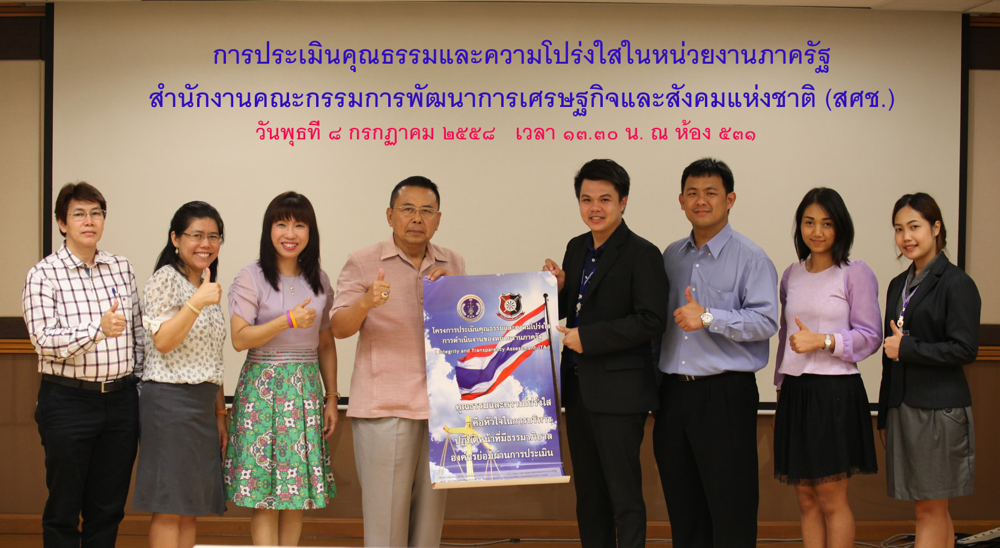 การประเมินคุณธรรมและความโปร่งใสในหน่วยงานภาครัฐ
สำนักงานคณะกรรมการพัฒนาการเศรษฐกิจและสังคมแห่งชาติ (สศช.)
วันพุธที่ ๘ กรกฏาคม ๒๕๕๘ เวลา ๑๓.๓๐ น. ณ ห้อง ๕๓๑
โครงการประเมินคุณธรรมและความโปร่งใส
การดำเนินงานของหน่วยงานภาครัฐ
(Integrity and Transparency Assessment-ITA)
คุณธรรมและความโปร่งใส
คือหัวใจในการบริหาร
ปฏิบัติหน้าที่มีธรรมาภิบาล
องค์กรย่อมผ่านการประเมิน